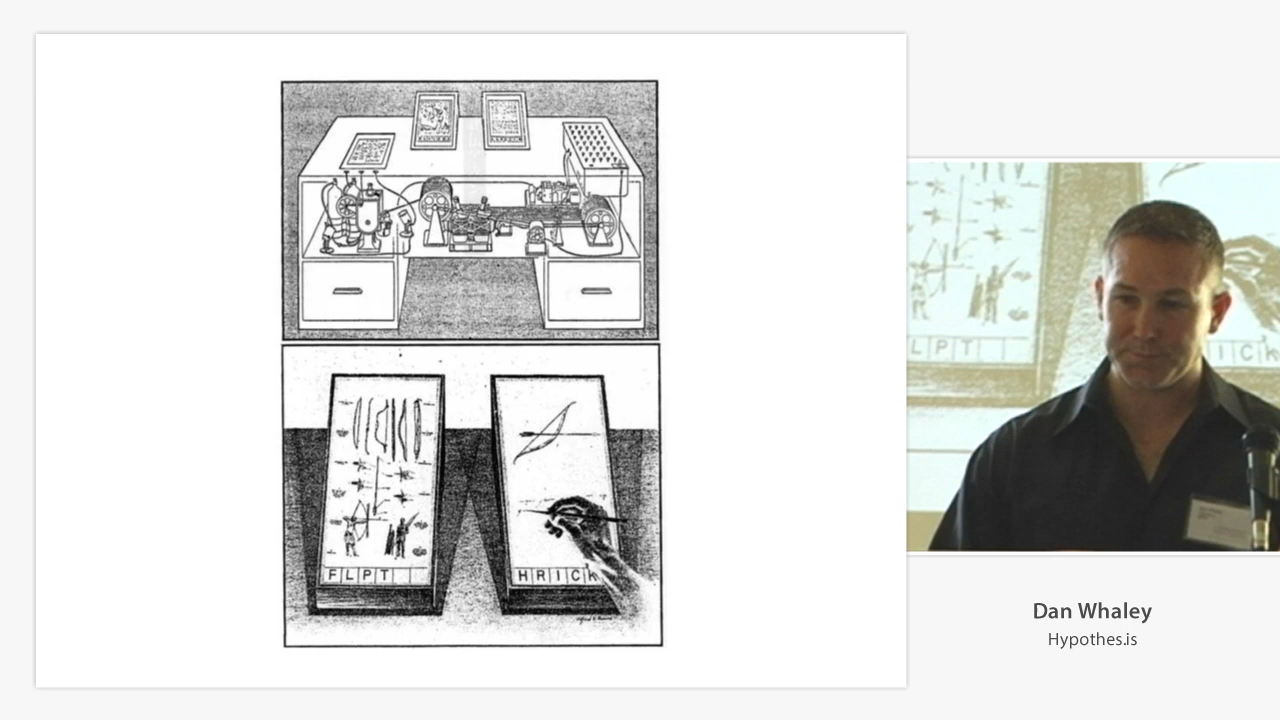 F L P T
H R I C K
L P T
I C K
Dan Whaley
Hypothes.is